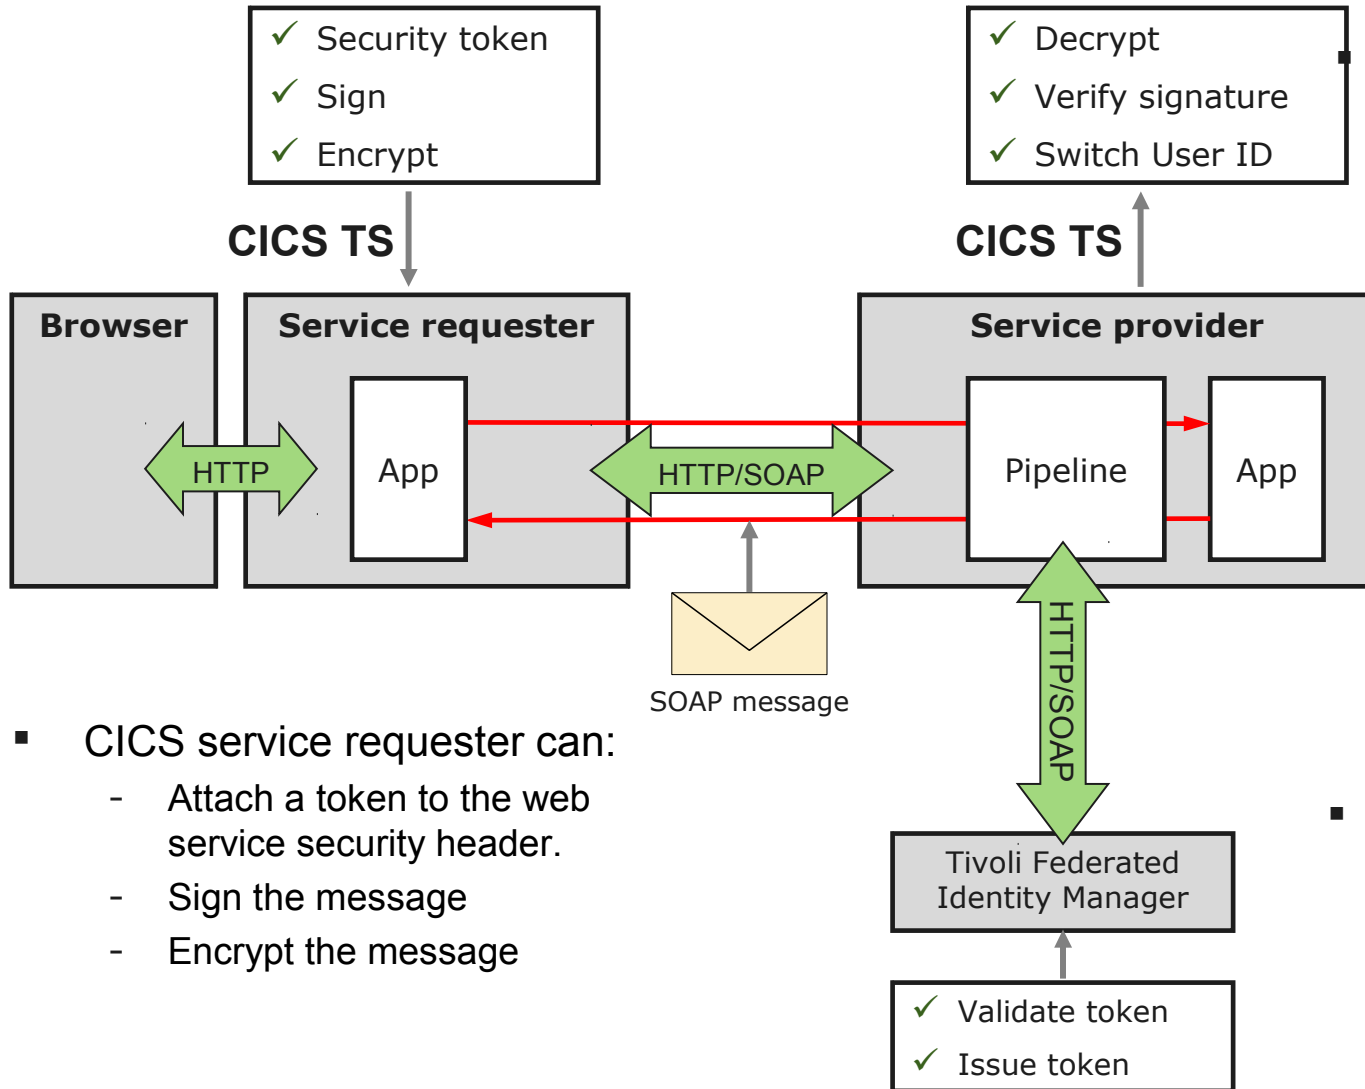 ✓ Security token
✓ Sign
✓ Encrypt
✓ Decrypt
✓ Verify signature
✓ Switch User ID
CICS TS
CICS TS
Browser
Service requester
Service provider
HTTP
App
HTTP/SOAP
Pipeline
App
SOAP message
HTTP/SOAP
▪ CICS service requester can:
- Attach a token to the web
service security header.
- Sign the message
- Encrypt the message
Tivoli Federated
Identity Manager
✓ Validate token
✓ Issue token